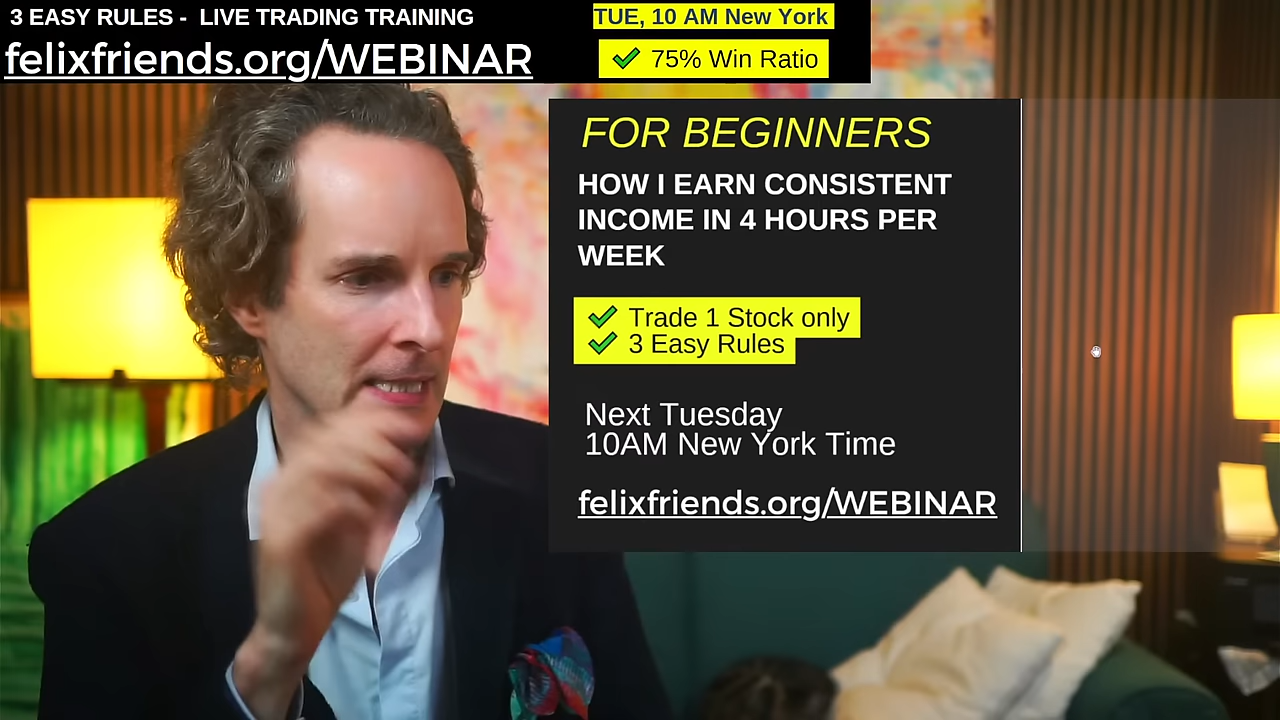 3 EASY RULES - LIVE TRADING TRAINING
felixfriends.org/WEBINAR
TUE, 10 AM New York
75% Win Ratio
FOR BEGINNERS
HOW I EARN CONSISTENT
INCOME IN 4 HOURS PER
WEEK
Trade 1 Stock only
3 Easy Rules
Next Tuesday
10AM New York Time
felixfriends.org/WEBINAR